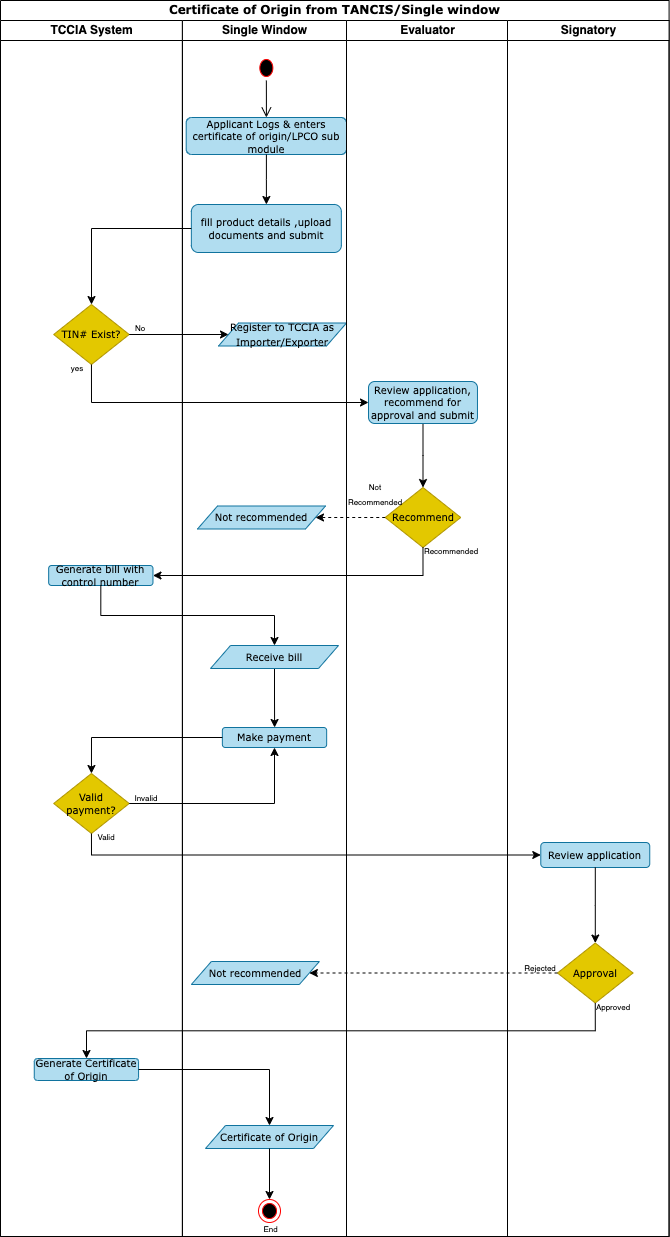 Certificate of Origin from TANCIS/Single window
TCCIA System
Single Window
Evaluator
Signatory
Applicant Logs & enters
certificate of origin/LPCO sub
module
fill product details ,upload
documents and submit
TIN# Exist?
No
Register to TCCIA as
Importer/Exporter
yes
Review application,
recommend for
approval and submit
Not
Recommended
Recommend
Not recommended
Recommended
Generate bill with
control number
Receive bill
Make payment
Valid
payment?
Invalid
Valid
Review application
Not recommended
Rejected
Approval
Approved
Generate Certificate
of Origin
Certificate of Origin
End